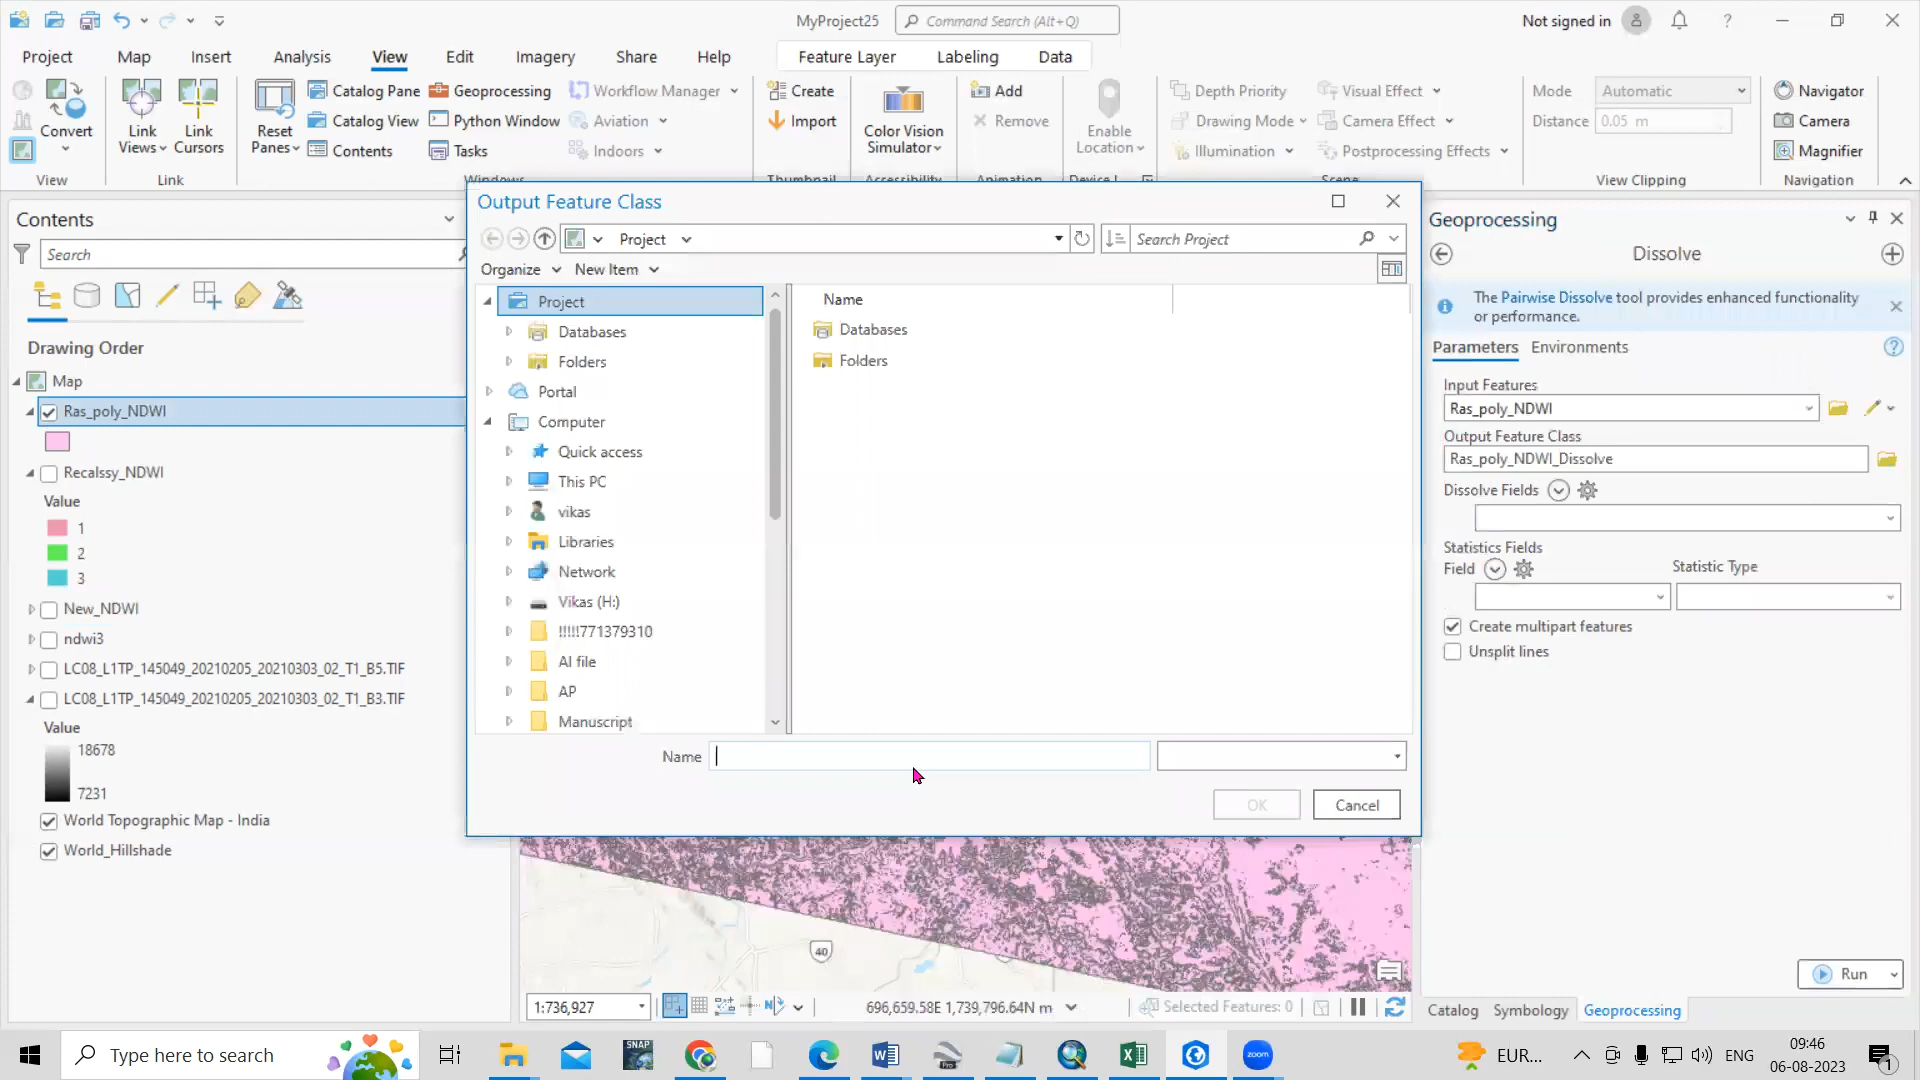 MyProject25
Command Search (Alt+Q)
Not signed in
Project Map Insert Analysis View Edit Imagery Share Help Feature Layer Labeling Data
Convert
Link Views
Link Cursors
Reset Panes
Catalog Pane
Catalog View
Contents
Geoprocessing
Python Window
Tasks
Workflow Manager
Aviation
Indoors
Create
Import
Color Vision Simulator
Add
Remove
Enable Location
Depth Priority
Drawing Mode
Illumination
Visual Effect
Camera Effect
Postprocessing Effects
Mode Automatic
Distance 0.05 m
Navigator
Camera
Magnifier
View Link Windows Thumbnail Accessibility Animation Device L... Scene View Clipping Navigation
Contents
Search
Drawing Order
Map
Ras_poly_NDWI
Recalssy_NDWI
Value
1
2
3
New_NDWI
ndwi3
LC08_L1TP_145049_20210205_20210303_02_T1_B5.TIF
LC08_L1TP_145049_20210205_20210303_02_T1_B3.TIF
Value
18678
7231
World Topographic Map - India
World_Hillshade
Output Feature Class
Project
Search Project
Organize New Item
Project
Databases
Folders
Portal
Computer
Quick access
This PC
vikas
Libraries
Network
Vikas (H:)
!!!!!771379310
AI file
AP
Manuscript
Name
Databases
Folders
Name
OK Cancel
Geoprocessing
Dissolve
The Pairwise Dissolve tool provides enhanced functionality
or performance.
Parameters Environments
Input Features
Ras_poly_NDWI
Output Feature Class
Ras_poly_NDWI_Dissolve
Dissolve Fields
Statistics Fields
Field
Statistic Type
Create multipart features
Unsplit lines
Run
Catalog Symbology Geoprocessing
40
1:736,927
696,659.58E 1,739,796.64N m
Selected Features: 0
Type here to search
SNAP
Pro
zoom
EUR...
ENG
09:46
06-08-2023
1